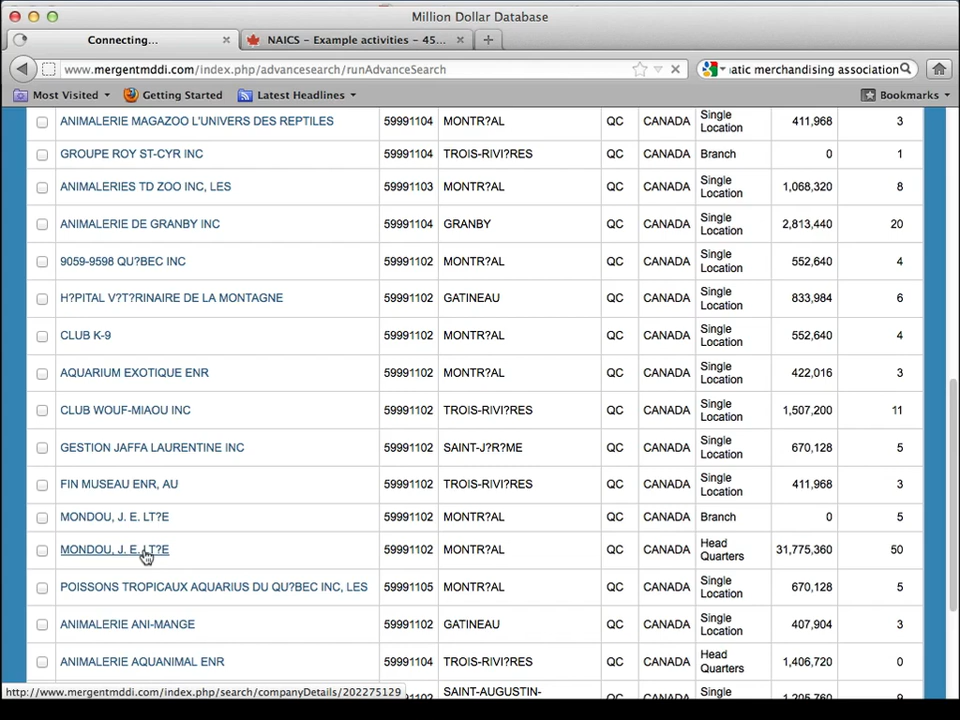 Million Dollar Database
Connecting...
NAICS - Example activities - 45...
www.mergentmddi.com/index.php/advancesearch/runAdvanceSearch
atic merchandising association
Most Visited
Getting Started
Latest Headlines
Bookmarks
ANIMALERIE MAGAZOO L'UNIVERS DES REPTILES 59991104 MONTR?AL QC CANADA Single Location 411,968 3
GROUPE ROY ST-CYR INC 59991104 TROIS-RIVI?RES QC CANADA Branch 0 1
ANIMALERIES TD ZOO INC, LES 59991103 MONTR?AL QC CANADA Single Location 1,068,320 8
ANIMALERIE DE GRANBY INC 59991104 GRANBY QC CANADA Single Location 2,813,440 20
9059-9598 QU?BEC INC 59991102 MONTR?AL QC CANADA Single Location 552,640 4
H?PITAL V?T?RINAIRE DE LA MONTAGNE 59991102 GATINEAU QC CANADA Single Location 833,984 6
CLUB K-9 59991102 MONTR?AL QC CANADA Single Location 552,640 4
AQUARIUM EXOTIQUE ENR 59991102 MONTR?AL QC CANADA Single Location 422,016 3
CLUB WOUF-MIAOU INC 59991102 TROIS-RIVI?RES QC CANADA Single Location 1,507,200 11
GESTION JAFFA LAURENTINE INC 59991102 SAINT-J?R?ME QC CANADA Single Location 670,128 5
FIN MUSEAU ENR, AU 59991102 TROIS-RIVI?RES QC CANADA Single Location 411,968 3
MONDOU, J. E. LT?E 59991102 MONTR?AL QC CANADA Branch 0 5
MONDOU, J. E. LT?E 59991102 MONTR?AL QC CANADA Head Quarters 31,775,360 50
POISSONS TROPICAUX AQUARIUS DU QU?BEC INC, LES 59991105 MONTR?AL QC CANADA Single Location 670,128 5
ANIMALERIE ANI-MANGE 59991102 GATINEAU QC CANADA Single Location 407,904 3
ANIMALERIE AQUANIMAL ENR 59991104 TROIS-RIVI?RES QC CANADA Head Quarters 1,406,720 0
SAINT-AUGUSTIN- Single
http://www.mergentmddi.com/index.php/search/companyDetails/202275129